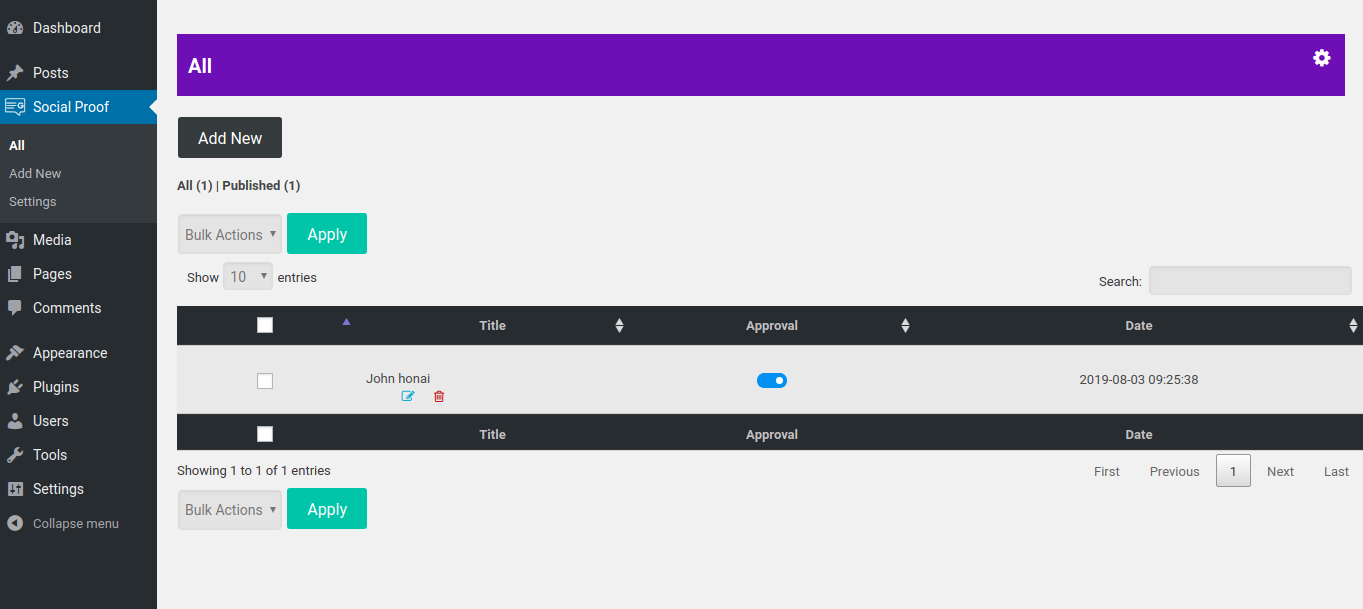 Dashboard
Posts
Social Proof
All
Add New
Settings
Media
Pages
Comments
Appearance
Plugins
Users
Tools
Settings
Collapse menu
All
Add New
All (1) | Published (1)
Bulk Actions Apply
Show 10 entries
Search:
Title Approval Date
John honai 2019-08-03 09:25:38
Title Approval Date
Showing 1 to 1 of 1 entries
First Previous 1 Next Last
Bulk Actions Apply